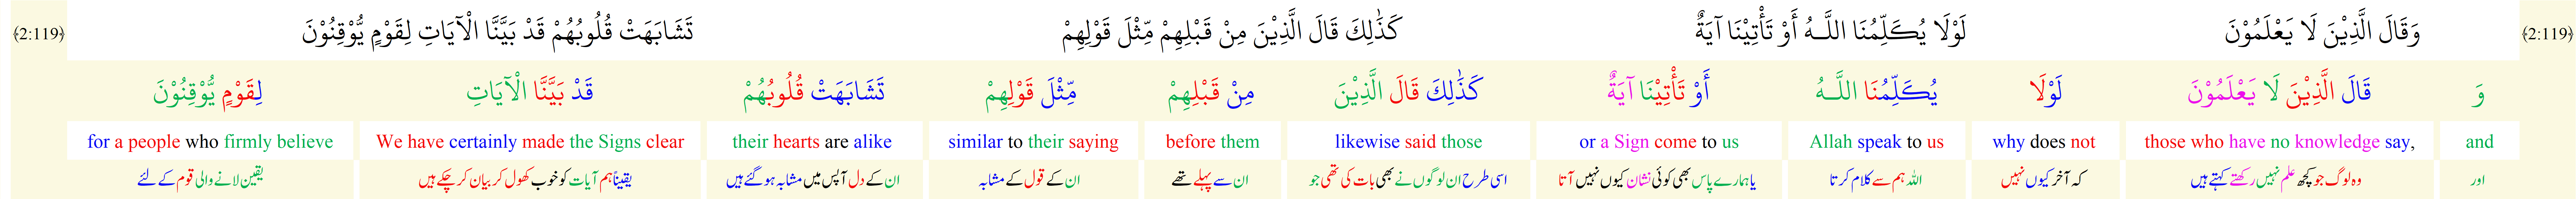 ﴿2:119﴾ وَقَالَ الَّذِيْنَ لَا يَعْلَمُوْنَ لَوْلَا يُكَلِّمُنَا اللَّـهُ أَوْ تَأْتِيْنَا آيَةٌ كَذٰلِكَ قَالَ الَّذِيْنَ مِنْ قَبْلِهِمْ مِّثْلَ قَوْلِهِمْ تَشَابَهَتْ قُلُوبُهُمْ قَدْ بَيَّنَّا الْآيَاتِ لِقَوْمٍ يُّوْقِنُوْنَ ﴿2:119﴾
وَ قَالَ الَّذِيْنَ لَا يَعْلَمُوْنَ لَوْلَا يُكَلِّمُنَا اللَّـهُ أَوْ تَأْتِيْنَا آيَةٌ كَذٰلِكَ قَالَ الَّذِيْنَ مِنْ قَبْلِهِمْ مِّثْلَ قَوْلِهِمْ تَشَابَهَتْ قُلُوبُهُمْ قَدْ بَيَّنَّا الْآيَاتِ لِقَوْمٍ يُّوْقِنُوْنَ
for a people who firmly believe We have certainly made the Signs clear their hearts are alike similar to their saying before them likewise said those or a Sign come to us Allah speak to us why does not those who have no knowledge say, and
اور وہ لوگ جو کچھ علم نہیں رکھتے کہتے ہیں کہ آخر کیوں نہیں اللہ ہم سے کلام کرتا یا ہمارے پاس بھی کوئی نشان کیوں نہیں آتا اسی طرح ان لوگوں نے بھی بات کی تھی جو ان سے پہلے تھے ان کے قول کے مشابہ ان کے دل آپس میں مشابہ ہو گئے ہیں یقیناً ہم آیات کو خوب کھول کر بیان کر چکے ہیں یقین لانے والی قوم کے لئے